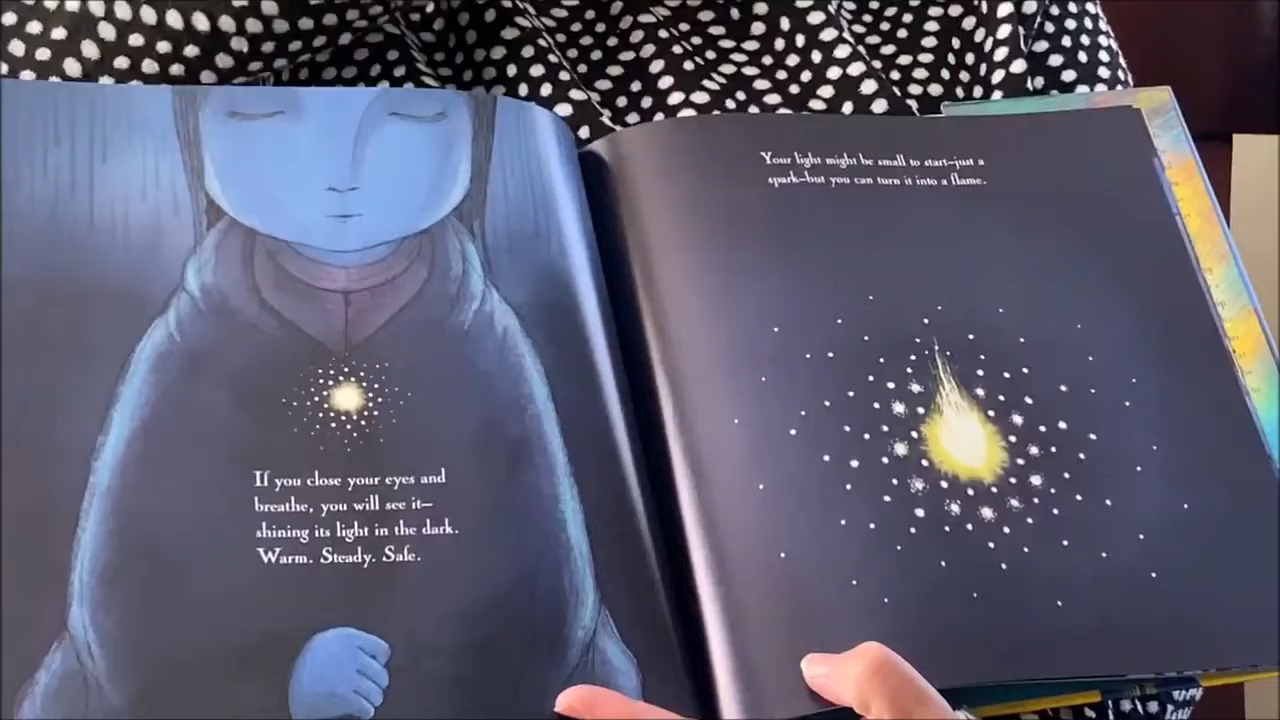 If you close your eyes and
breathe, you will see it—
shining its light in the dark.
Warm. Steady. Safe.
Your light might be small to start—just a
spark—but you can turn it into a flame.